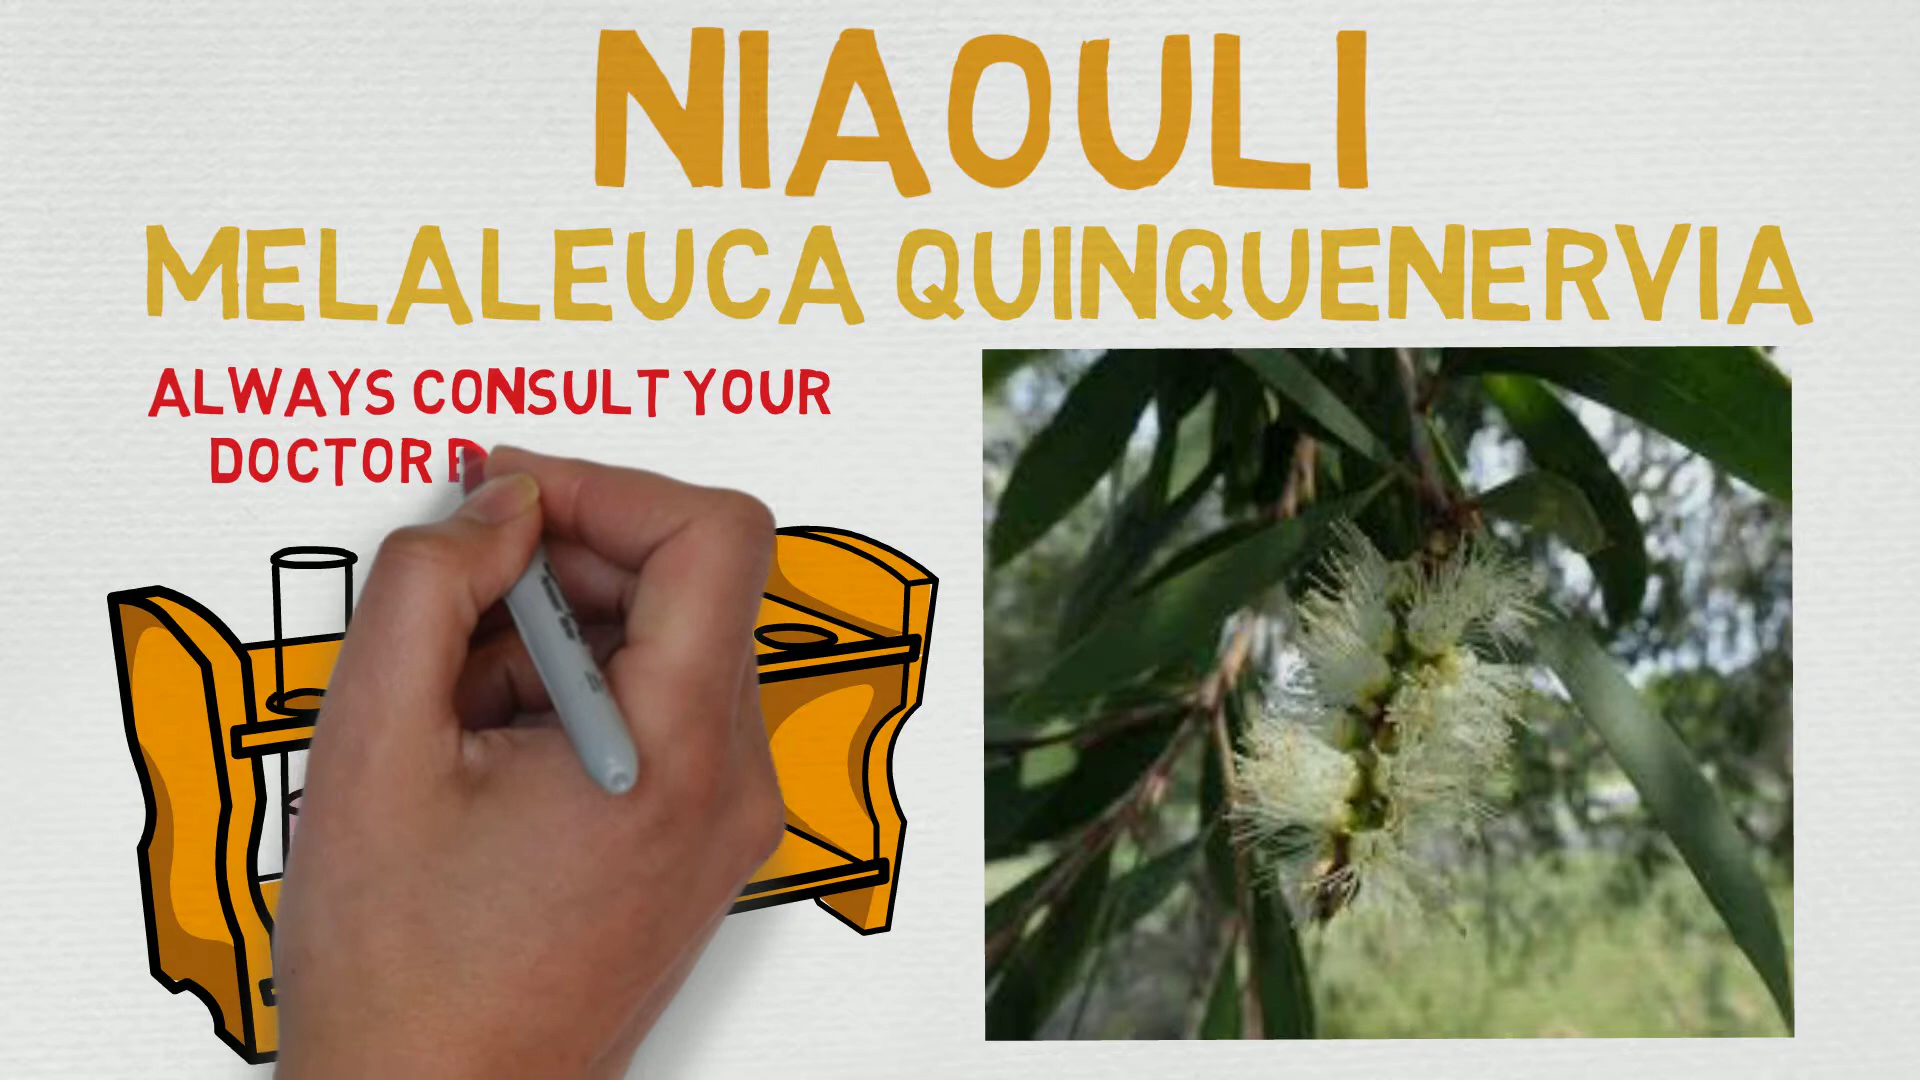 NIAOULI
MELALEUCA QUINQUENERVIA
ALWAYS CONSULT YOUR
DOCTOR